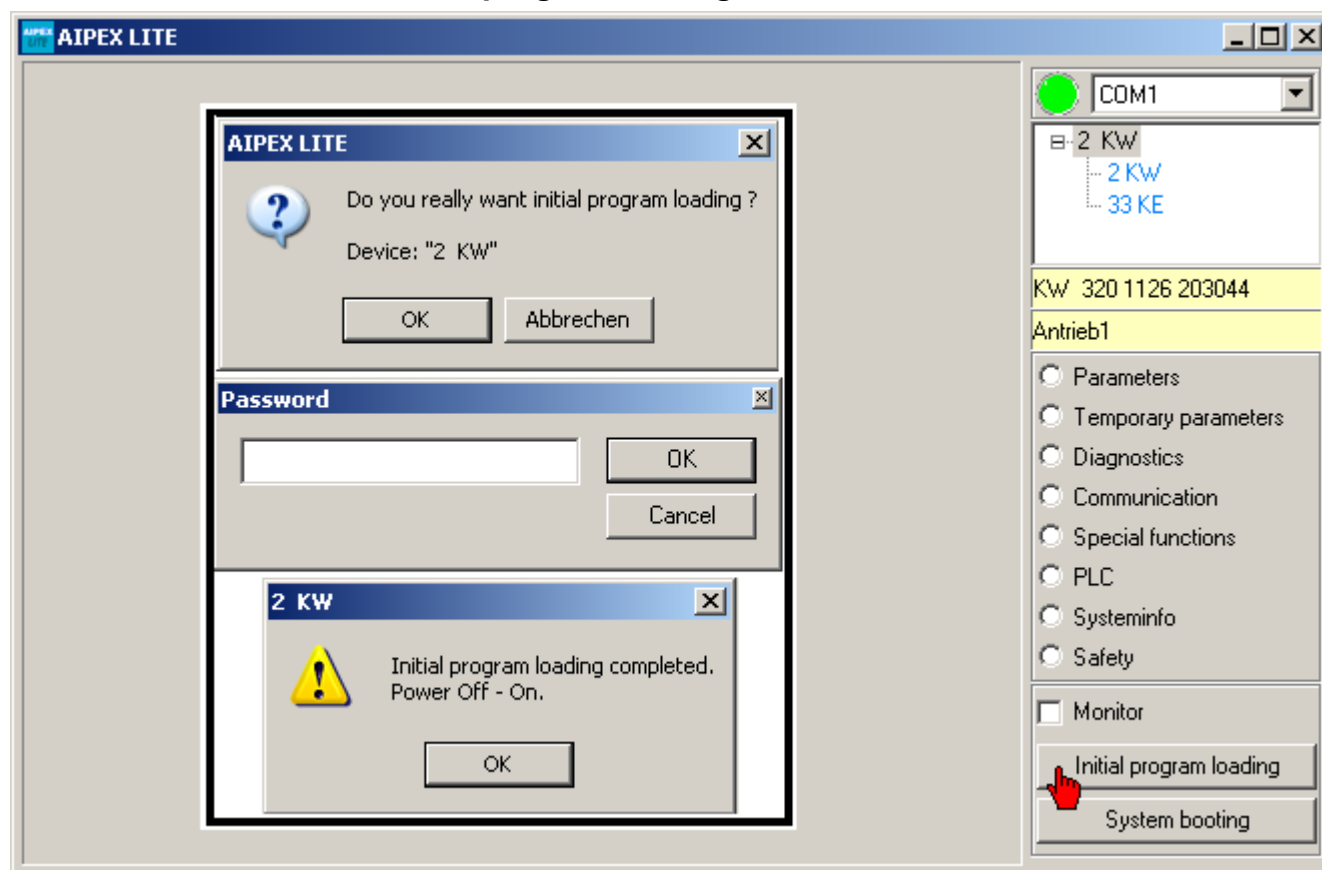 AIPEX LITE
AIPEX LITE
AIPEX LITE
Do you really want initial program loading ?
Device: "2 KW"
OK
Abbrechen
Password
OK
Cancel
2 KW
Initial program loading completed.
Power Off - On.
OK
COM1
2 KW
2 KW
33 KE
KW 320 1126 203044
Antrieb1
Parameters
Temporary parameters
Diagnostics
Communication
Special functions
PLC
Systeminfo
Safety
Monitor
Initial program loading
System booting